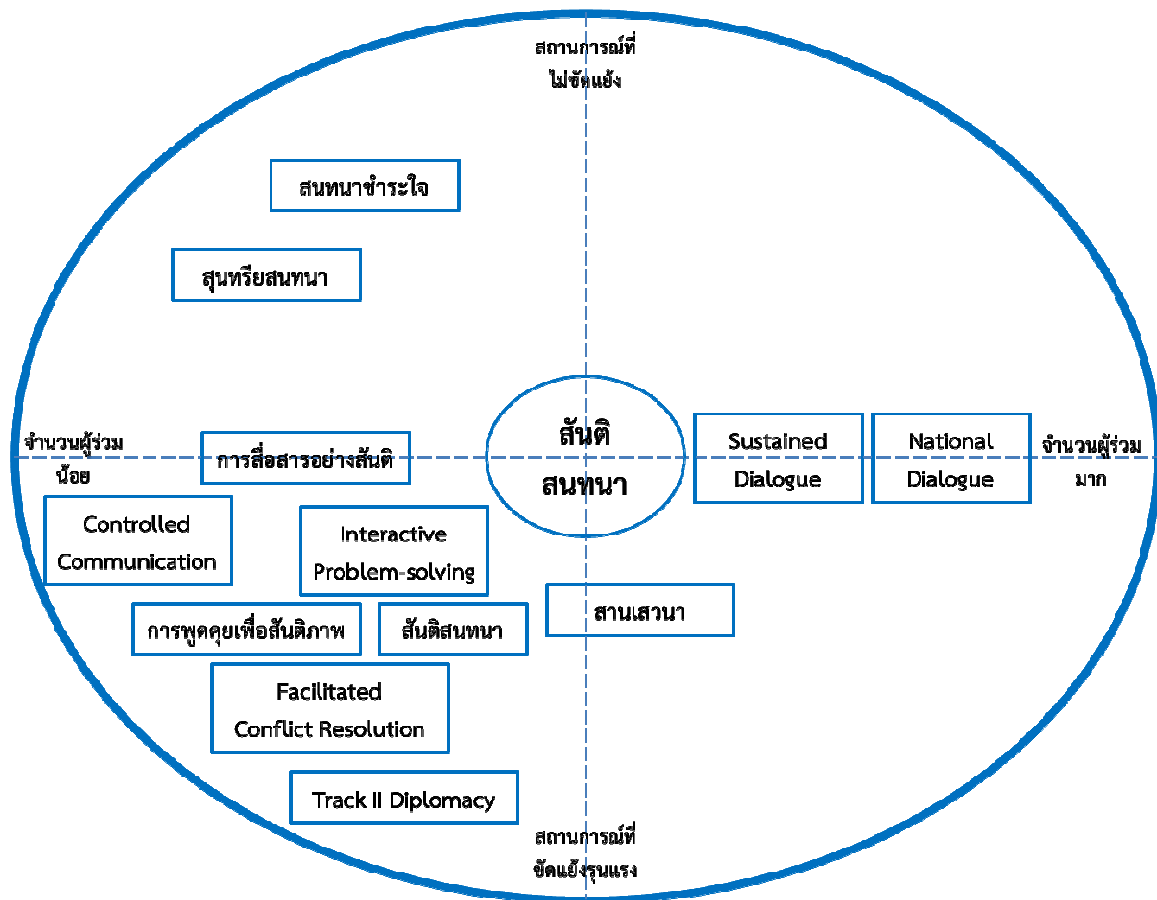 สถานการณ์ที่
ไม่ขัดแย้ง
สนทนาชำระใจ
สุนทรียสนทนา
จำนวนผู้ร่วม
น้อย
การสื่อสารอย่างสันติ
สันติ
สนทนา
Sustained
Dialogue
National
Dialogue
จำนวนผู้ร่วม
มาก
Controlled
Communication
Interactive
Problem-solving
การพูดคุยเพื่อสันติภาพ
สันติสนทนา
สานเสวนา
Facilitated
Conflict Resolution
Track II Diplomacy
สถานการณ์ที่
ขัดแย้งรุนแรง